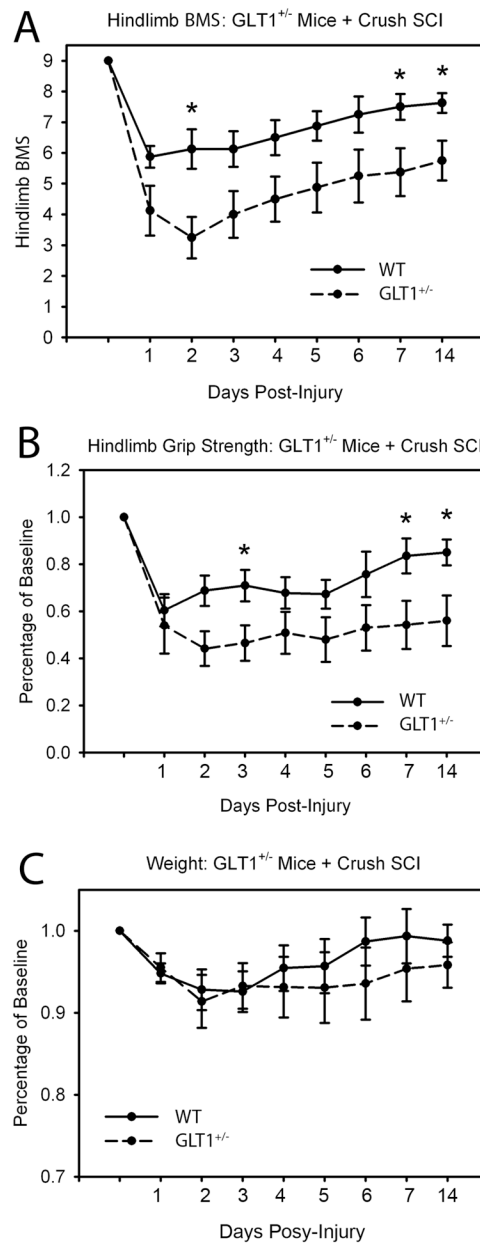 A
Hindlimb BMS: GLT1+/- Mice + Crush SCI
Hindlimb BMS
9
8
7
6
5
4
3
2
1
0
*
*
*
WT
GLT1+/-
1 2 3 4 5 6 7 14
Days Post-Injury
B
Hindlimb Grip Strength: GLT1+/- Mice + Crush SCI
Percentage of Baseline
1.2
1.0
0.8
0.6
0.4
0.2
0.0
*
*
*
WT
GLT1+/-
1 2 3 4 5 6 7 14
Days Post-Injury
C
Weight: GLT1+/- Mice + Crush SCI
Percentage of Baseline
1.0
0.9
0.8
0.7
WT
GLT1+/-
1 2 3 4 5 6 7 14
Days Posy-Injury